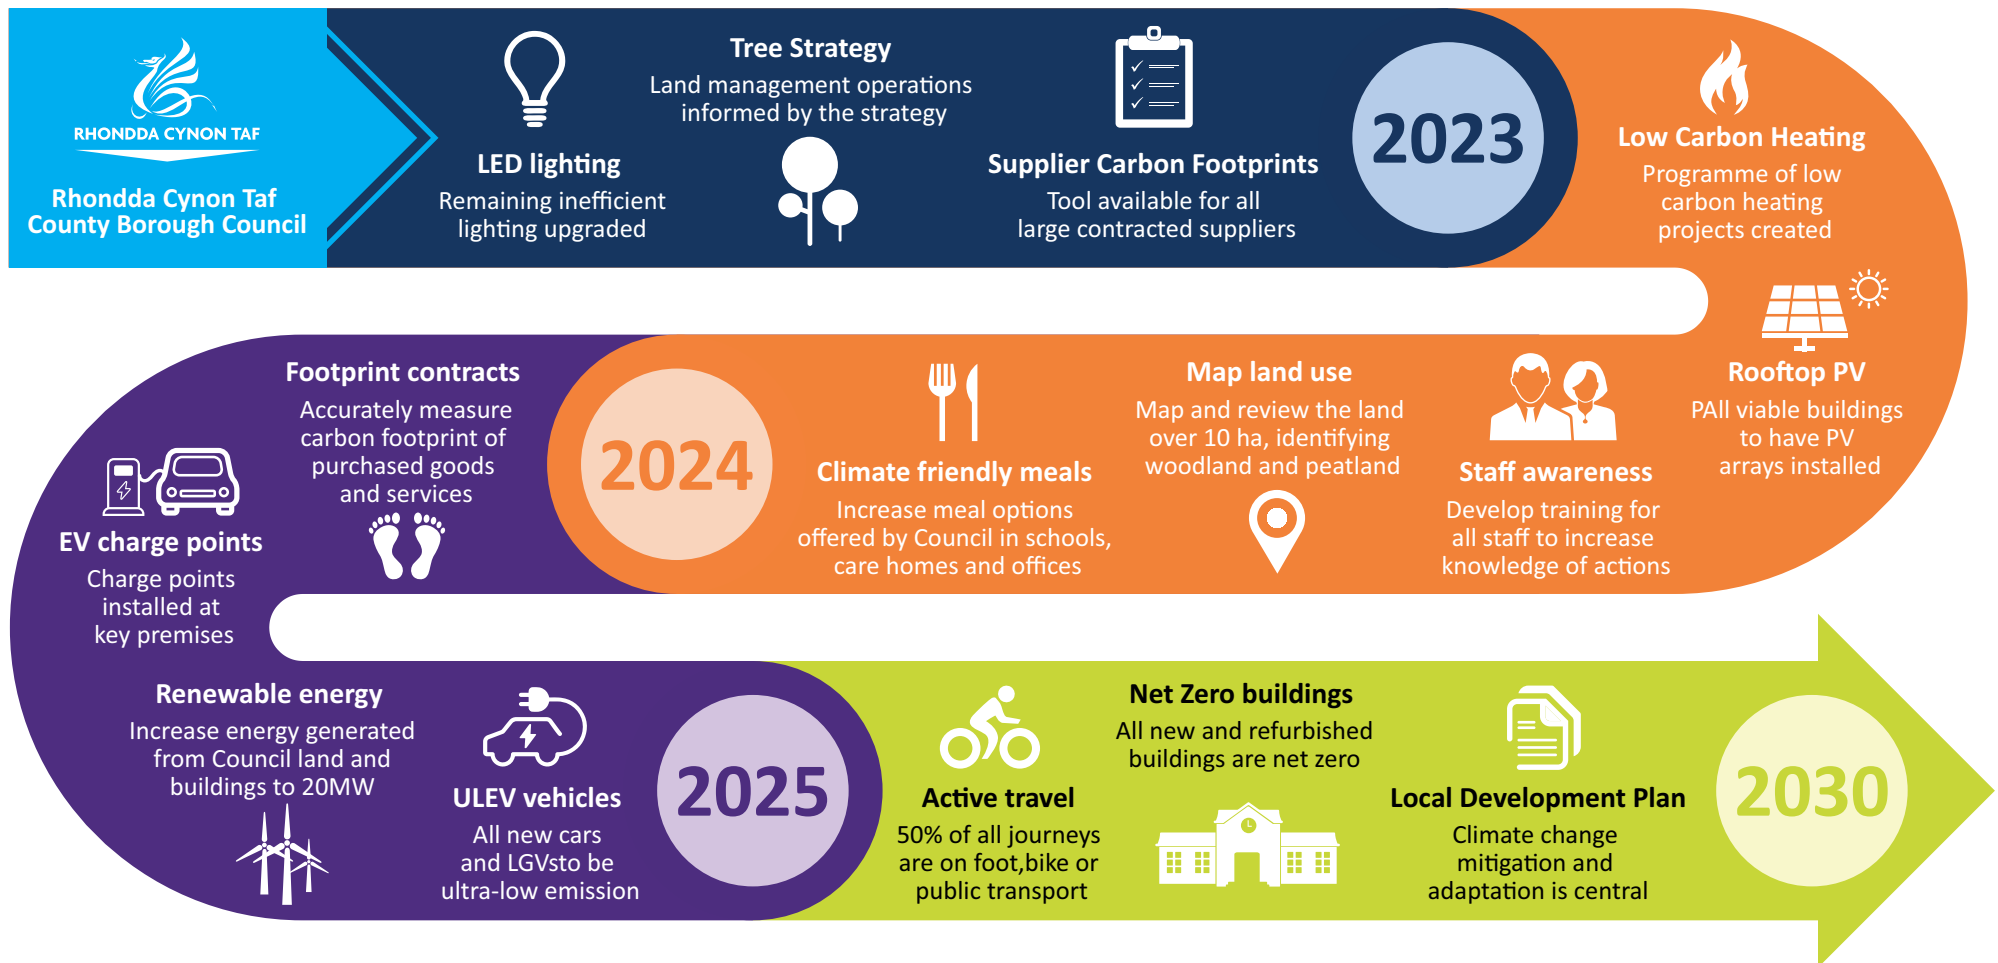 RHONDDA CYNON TAF
Rhondda Cynon Taf
County Borough Council
LED lighting
Remaining inefficient
lighting upgraded
Tree Strategy
Land management operations
informed by the strategy
Supplier Carbon Footprints
Tool available for all
large contracted suppliers
2023
Low Carbon Heating
Programme of low
carbon heating
projects created
Rooftop PV
PAll viable buildings
to have PV
arrays installed
Staff awareness
Develop training for
all staff to increase
knowledge of actions
Map land use
Map and review the land
over 10 ha, identifying
woodland and peatland
Climate friendly meals
Increase meal options
offered by Council in schools,
care homes and offices
2024
Footprint contracts
Accurately measure
carbon footprint of
purchased goods
and services
EV charge points
Charge points
installed at
key premises
Renewable energy
Increase energy generated
from Council land and
buildings to 20MW
ULEV vehicles
All new cars
and LGVsto be
ultra-low emission
2025
Active travel
50% of all journeys
are on foot,bike or
public transport
Net Zero buildings
All new and refurbished
buildings are net zero
Local Development Plan
Climate change
mitigation and
adaptation is central
2030